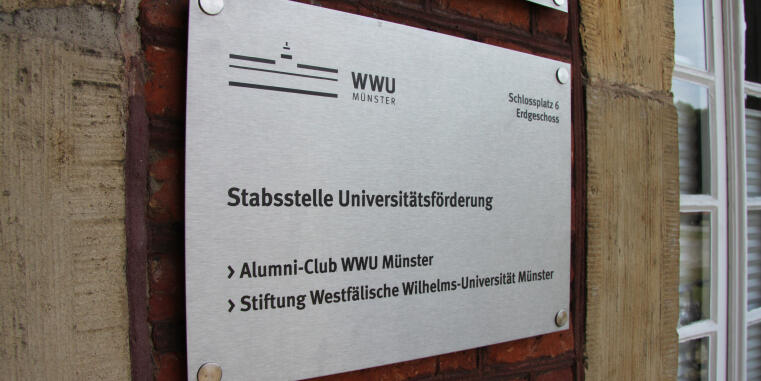 WWU
MÜNSTER
Schlossplatz 6
Erdgeschoss
Stabsstelle Universitätsförderung
› Alumni-Club WWU Münster
› Stiftung Westfälische Wilhelms-Universität Münster